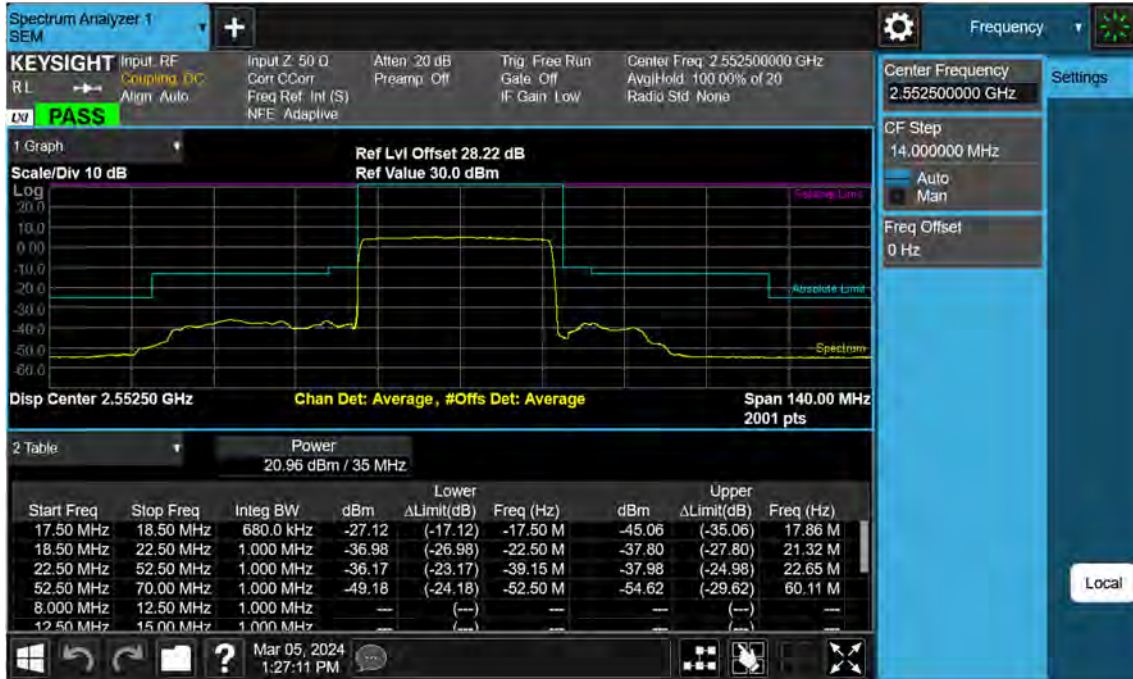 Spectrum Analyzer 1
SEM
Frequency
KEYSIGHT
RL
LXI
PASS
Input: RF
Coupling: DC
Align: Auto
Input Z: 50 Ω
Corr CCorr
Freq Ref: Int (S)
NFE: Adaptive
Atten: 20 dB
Preamp: Off
Trig: Free Run
Gate: Off
IF Gain: Low
Center Freq: 2.552500000 GHz
Avg|Hold: 100.00% of 20
Radio Std: None
Center Frequency
2.552500000 GHz
Settings
CF Step
14.000000 MHz
Auto
Man
Freq Offset
0 Hz
1 Graph
Scale/Div 10 dB
Ref Lvl Offset 28.22 dB
Ref Value 30.0 dBm
Log
20.0
10.0
0.00
-10.0
-20.0
-30.0
-40.0
-50.0
-60.0
Absolute Limit
Spectrum
Disp Center 2.55250 GHz
Chan Det: Average, #Offs Det: Average
Span 140.00 MHz
2001 pts
2 Table
Power
20.96 dBm / 35 MHz
Lower Upper
Start Freq Stop Freq Integ BW dBm ΔLimit(dB) Freq (Hz) dBm ΔLimit(dB) Freq (Hz)
17.50 MHz 18.50 MHz 680.0 kHz -27.12 (-17.12) -17.50 M -45.06 (-35.06) 17.86 M
18.50 MHz 22.50 MHz 1.000 MHz -36.98 (-26.98) -22.50 M -37.80 (-27.80) 21.32 M
22.50 MHz 52.50 MHz 1.000 MHz -36.17 (-23.17) -39.15 M -37.98 (-24.98) 22.65 M
52.50 MHz 70.00 MHz 1.000 MHz -49.18 (-24.18) -52.50 M -54.62 (-29.62) 60.11 M
8.000 MHz 12.50 MHz 1.000 MHz --- (---) --- --- (---) ---
12.50 MHz 15.00 MHz 1.000 MHz --- (---) --- --- (---) ---
Local
?
Mar 05, 2024
1:27:11 PM